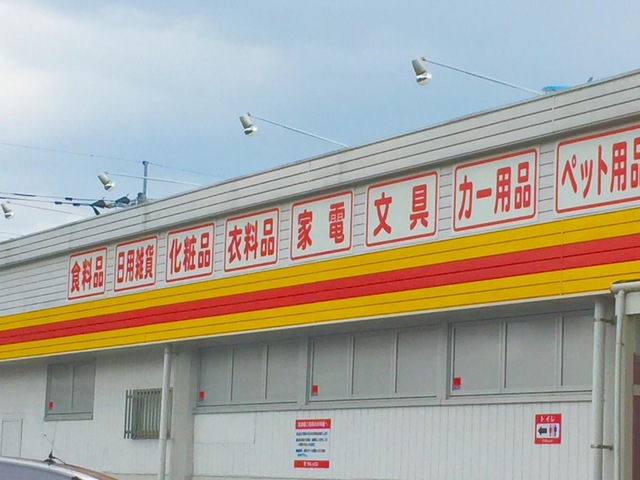 食料品
日用雑貨
化粧品
衣料品
家電
文具
カー用品
ペット用品
トイレ